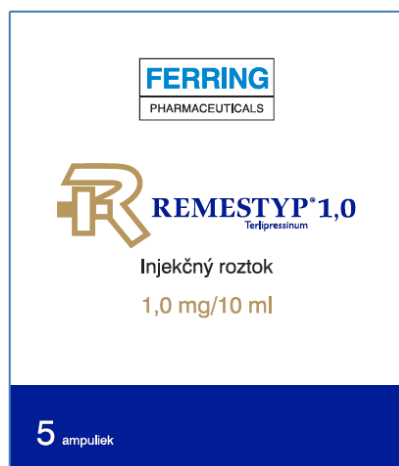 FERRING
PHARMACEUTICALS
REMESTYP® 1,0
Terlipressinum
Injekčný roztok
1,0 mg/10 ml
5 ampuliek